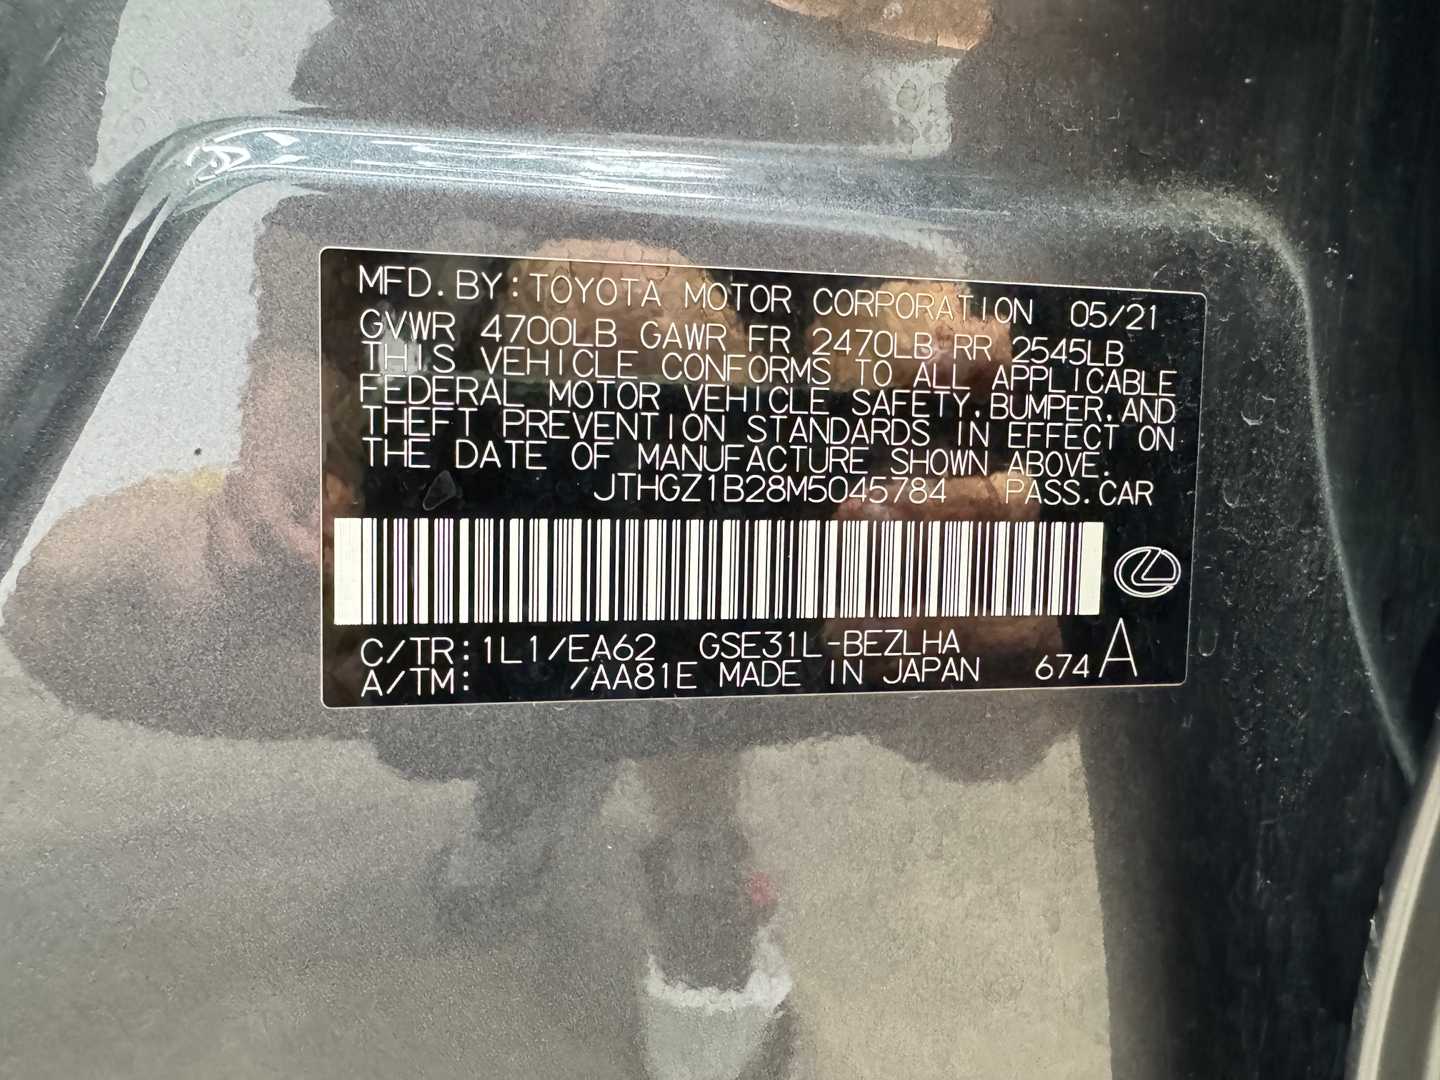 MFD. BY: TOYOTA MOTOR CORPORATION 05/21
GVWR 4700LB GAWR FR 2470LB RR 2545LB
THIS VEHICLE CONFORMS TO ALL APPLICABLE
FEDERAL MOTOR VEHICLE SAFETY, BUMPER, AND
THEFT PREVENTION STANDARDS IN EFFECT ON
THE DATE OF MANUFACTURE SHOWN ABOVE.
JTHGZ1B28M5045784 PASS. CAR
C/TR: 1L1/EA62 GSE31L-BEZLHA
A/TM: /AA81E MADE IN JAPAN 674 A